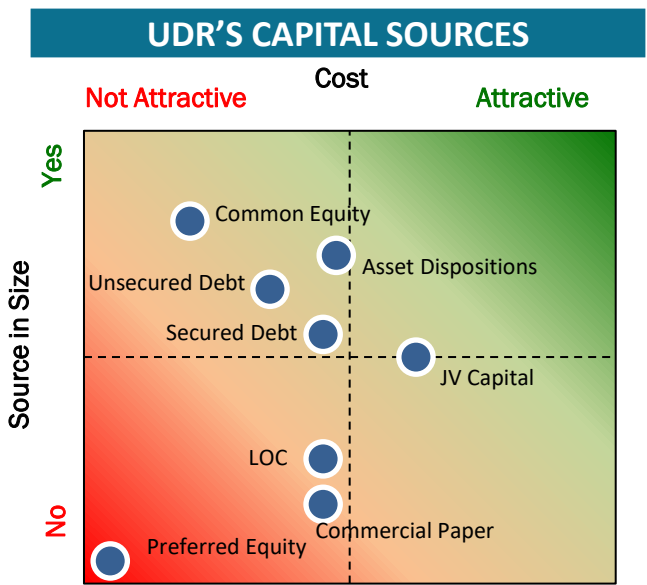 UDR'S CAPITAL SOURCES
Cost
Not Attractive
Attractive
Yes
Source in Size
No
Common Equity
Asset Dispositions
Unsecured Debt
Secured Debt
JV Capital
LOC
Commercial Paper
Preferred Equity